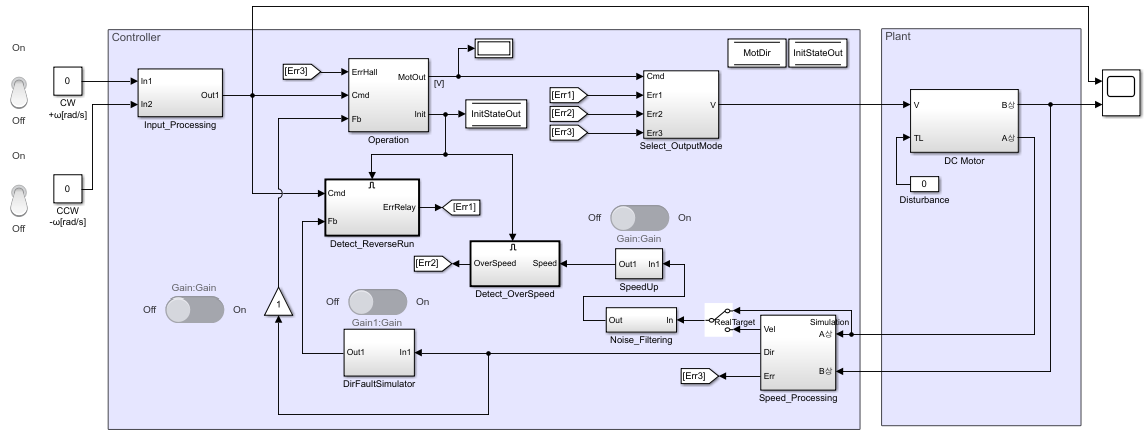 Controller
Plant
On
Off
0
CW
+ω[rad/s]
On
Off
0
CCW
-ω[rad/s]
In1
In2
Out1
Input_Processing
[Err3]
ErrHall
Cmd
Fb
MotOut
Init
Operation
[V]
InitStateOut
MotDir
InitStateOut
[Err1]
[Err2]
[Err3]
Cmd
Err1
Err2
Err3
V
Select_OutputMode
V
TL
B상
A상
DC Motor
0
Disturbance
Cmd
Fb
ErrRelay
Detect_ReverseRun
[Err1]
[Err2]
OverSpeed
Speed
Detect_OverSpeed
Off
On
Gain:Gain
Out1
In1
SpeedUp
Gain:Gain
Off
On
1
Off
On
Gain1:Gain
Out1
In1
DirFaultSimulator
Out
In
Noise_Filtering
RealTarget
Simulation
Vel
Dir
Err
A상
B상
Speed_Processing
[Err3]